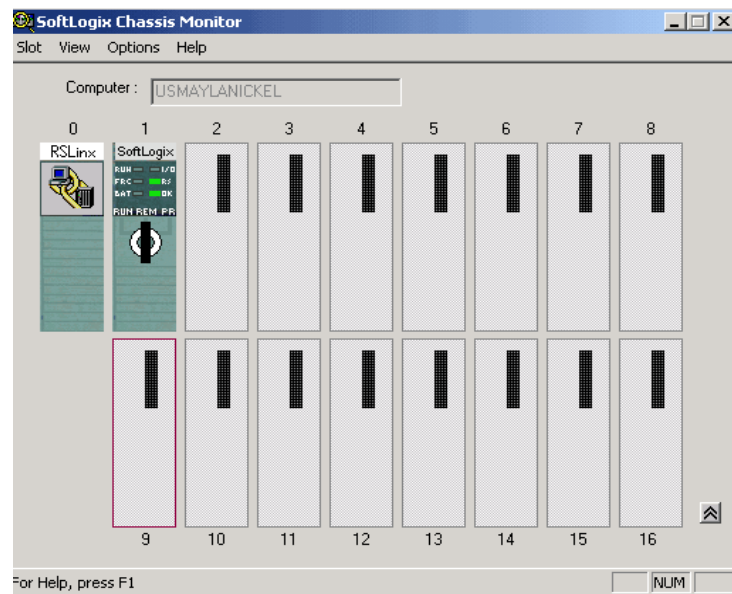 SoftLogix Chassis Monitor
Slot View Options Help
Computer : USMAYLANICKEL
0 1 2 3 4 5 6 7 8
RSLinx SoftLogix
RUN I/O
FRC RS
BAT OK
RUN REM PR
9 10 11 12 13 14 15 16
For Help, press F1 NUM